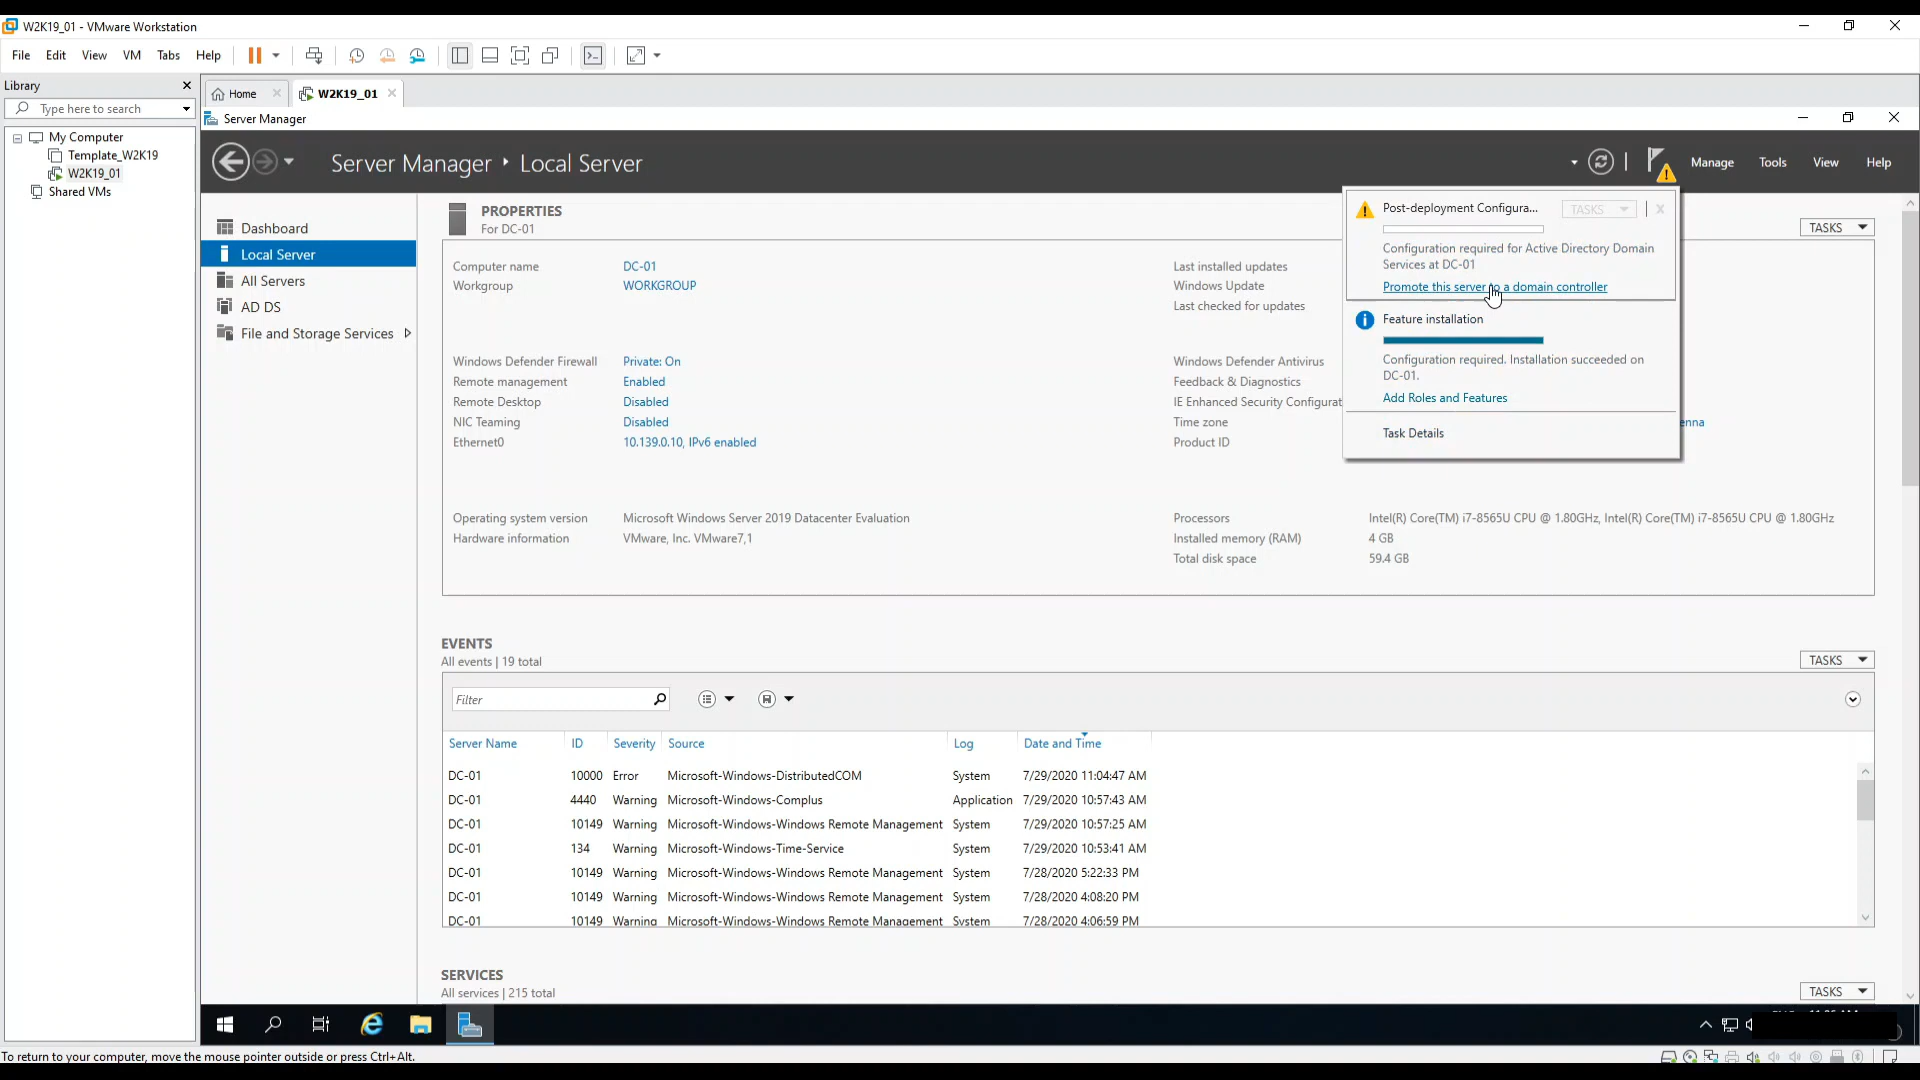 W2K19_01 - VMware Workstation
File Edit View VM Tabs Help
Library
Type here to search
My Computer
Template_W2K19
W2K19_01
Shared VMs
Home
W2K19_01
Server Manager
Server Manager ‣ Local Server
Manage Tools View Help
Dashboard
Local Server
All Servers
AD DS
File and Storage Services
PROPERTIES
For DC-01
TASKS
Computer name DC-01
Workgroup WORKGROUP
Last installed updates
Windows Update
Last checked for updates
Windows Defender Firewall Private: On
Remote management Enabled
Remote Desktop Disabled
NIC Teaming Disabled
Ethernet0 10.139.0.10, IPv6 enabled
Windows Defender Antivirus
Feedback & Diagnostics
IE Enhanced Security Configurat
Time zone enna
Product ID
Operating system version Microsoft Windows Server 2019 Datacenter Evaluation
Hardware information VMware, Inc. VMware7,1
Processors Intel(R) Core(TM) i7-8565U CPU @ 1.80GHz, Intel(R) Core(TM) i7-8565U CPU @ 1.80GHz
Installed memory (RAM) 4 GB
Total disk space 59.4 GB
Post-deployment Configura... TASKS
Configuration required for Active Directory Domain
Services at DC-01
Promote this server to a domain controller
Feature installation
Configuration required. Installation succeeded on
DC-01.
Add Roles and Features
Task Details
EVENTS
All events | 19 total
TASKS
Filter
Server Name ID Severity Source Log Date and Time
DC-01 10000 Error Microsoft-Windows-DistributedCOM System 7/29/2020 11:04:47 AM
DC-01 4440 Warning Microsoft-Windows-Complus Application 7/29/2020 10:57:43 AM
DC-01 10149 Warning Microsoft-Windows-Windows Remote Management System 7/29/2020 10:57:25 AM
DC-01 134 Warning Microsoft-Windows-Time-Service System 7/29/2020 10:53:41 AM
DC-01 10149 Warning Microsoft-Windows-Windows Remote Management System 7/28/2020 5:22:33 PM
DC-01 10149 Warning Microsoft-Windows-Windows Remote Management System 7/28/2020 4:08:20 PM
DC-01 10149 Warning Microsoft-Windows-Windows Remote Management System 7/28/2020 4:06:59 PM
SERVICES
All services | 215 total
TASKS
To return to your computer, move the mouse pointer outside or press Ctrl+Alt.